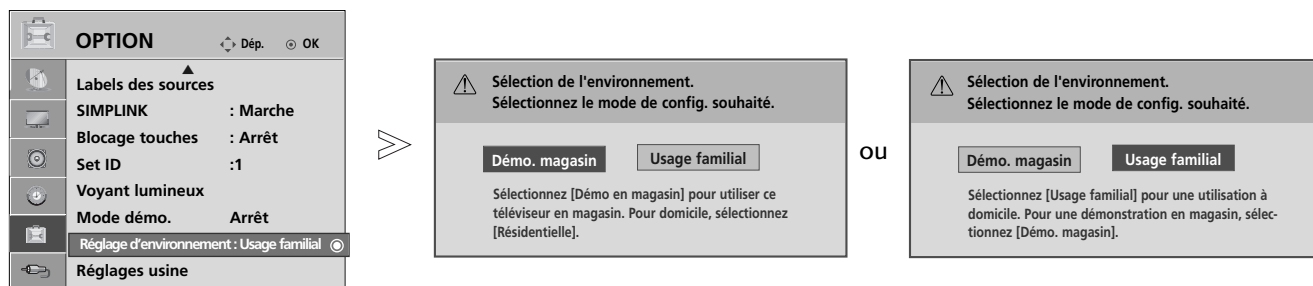 OPTION
Dép.
OK
Labels des sources
SIMPLINK : Marche
Blocage touches : Arrêt
Set ID :1
Voyant lumineux
Mode démo. Arrêt
Réglage d'environnement : Usage familial
Réglages usine
Sélection de l'environnement.
Sélectionnez le mode de config. souhaité.
Démo. magasin
Usage familial
Sélectionnez [Démo en magasin] pour utiliser ce
téléviseur en magasin. Pour domicile, sélectionnez
[Résidentielle].
ou
Sélection de l'environnement.
Sélectionnez le mode de config. souhaité.
Démo. magasin
Usage familial
Sélectionnez [Usage familial] pour une utilisation à
domicile. Pour une démonstration en magasin, sélec-
tionnez [Démo. magasin].